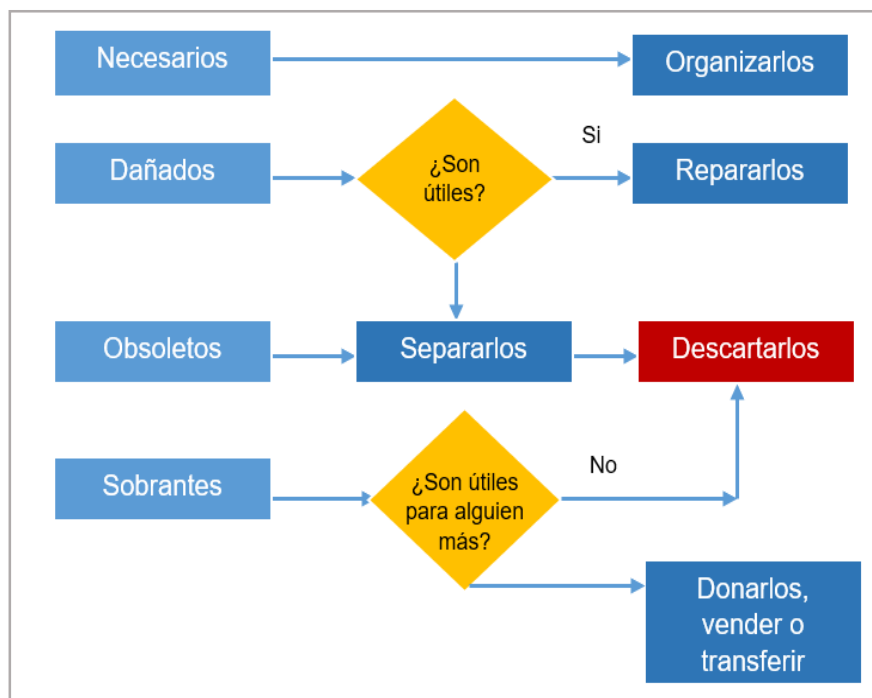 Necesarios
Organizarlos
Dañados
¿Son
útiles?
Si
Repararlos
Obsoletos
Separarlos
Descartarlos
Sobrantes
¿Son útiles
para alguien
más?
No
Donarlos,
vender o
transferir